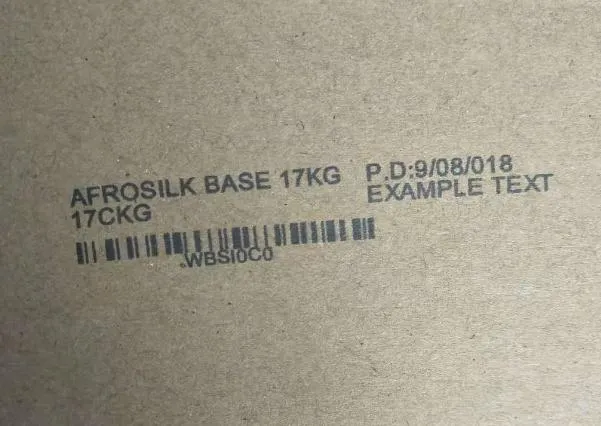 AFROSILK BASE 17KG P.D:9/08/018
17CKG EXAMPLE TEXT
.WBSI0C0